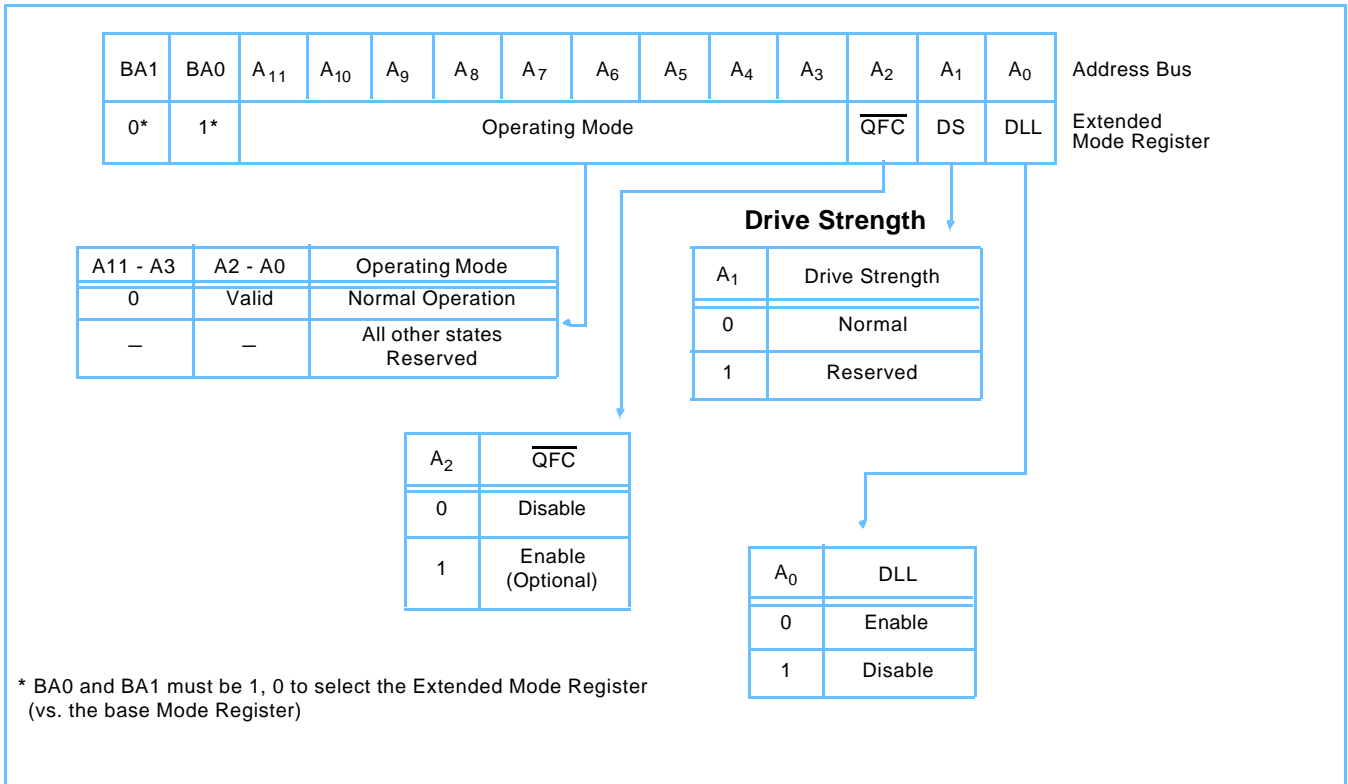 BA1 BA0 A11 A10 A9 A8 A7 A6 A5 A4 A3 A2 A1 A0 Address Bus
0* 1* Operating Mode QFC DS DLL Extended Mode Register
Drive Strength
A11 - A3 A2 - A0 Operating Mode
0 Valid Normal Operation
– – All other states
Reserved
A1 Drive Strength
0 Normal
1 Reserved
A2 QFC
0 Disable
1 Enable
(Optional)
A0 DLL
0 Enable
1 Disable
* BA0 and BA1 must be 1, 0 to select the Extended Mode Register
(vs. the base Mode Register)